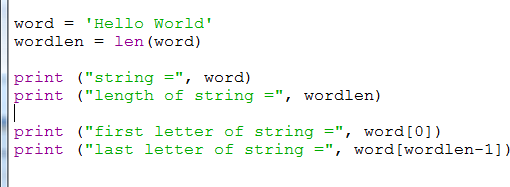 word = 'Hello World'
wordlen = len(word)
print ("string =", word)
print ("length of string =", wordlen)
print ("first letter of string =", word[0])
print ("last letter of string =", word[wordlen-1])